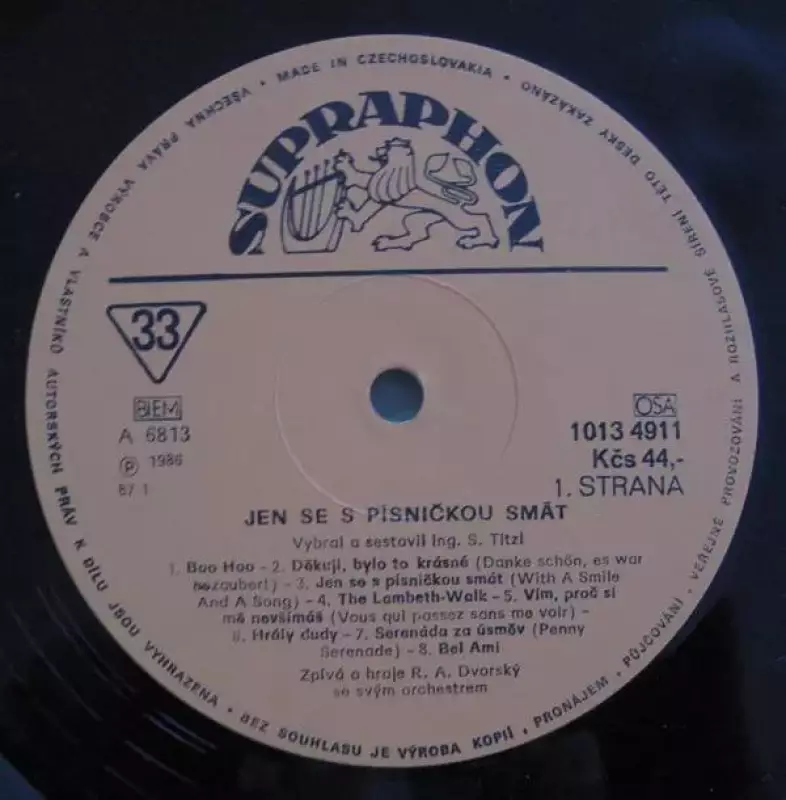 VŠECHNA PRÁVA VÝROBCE A VLASTNÍKŮ AUTORSKÝCH PRÁV K DÍLU JSOU VYHRAZENA • BEZ SOUHLASU JE VÝROBA KOPIÍ • PRONÁJEM • PŮJČOVÁNÍ • VEŘEJNÉ PROVOZOVÁNÍ A ROZHLASOVÉ ŠÍŘENÍ TÉTO DESKY ZAKÁZÁNO • MADE IN CZECHOSLOVAKIA •
SUPRAPHON
33
BIEM
A 6813
Ⓟ 1986
87 1
OSA
1013 4911
Kčs 44,-
1. STRANA
JEN SE S PÍSNIČKOU SMÁT
Vybral a sestavil Ing. S. Titzl
1. Boo Hoo - 2. Děkuji, bylo to krásné (Danke schön, es war
bezaubert) - 3. Jen se s písničkou smát (With A Smile
And A Song) - 4. The Lambeth-Walk - 5. Vím, proč si
mě nevšímáš (Vous qui passez sans me voir) -
6. Hrály dudy - 7. Serenáda za úsměv (Penny
Serenade) - 8. Bel Ami
Zpívá a hraje R. A. Dvorský
se svým orchestrem